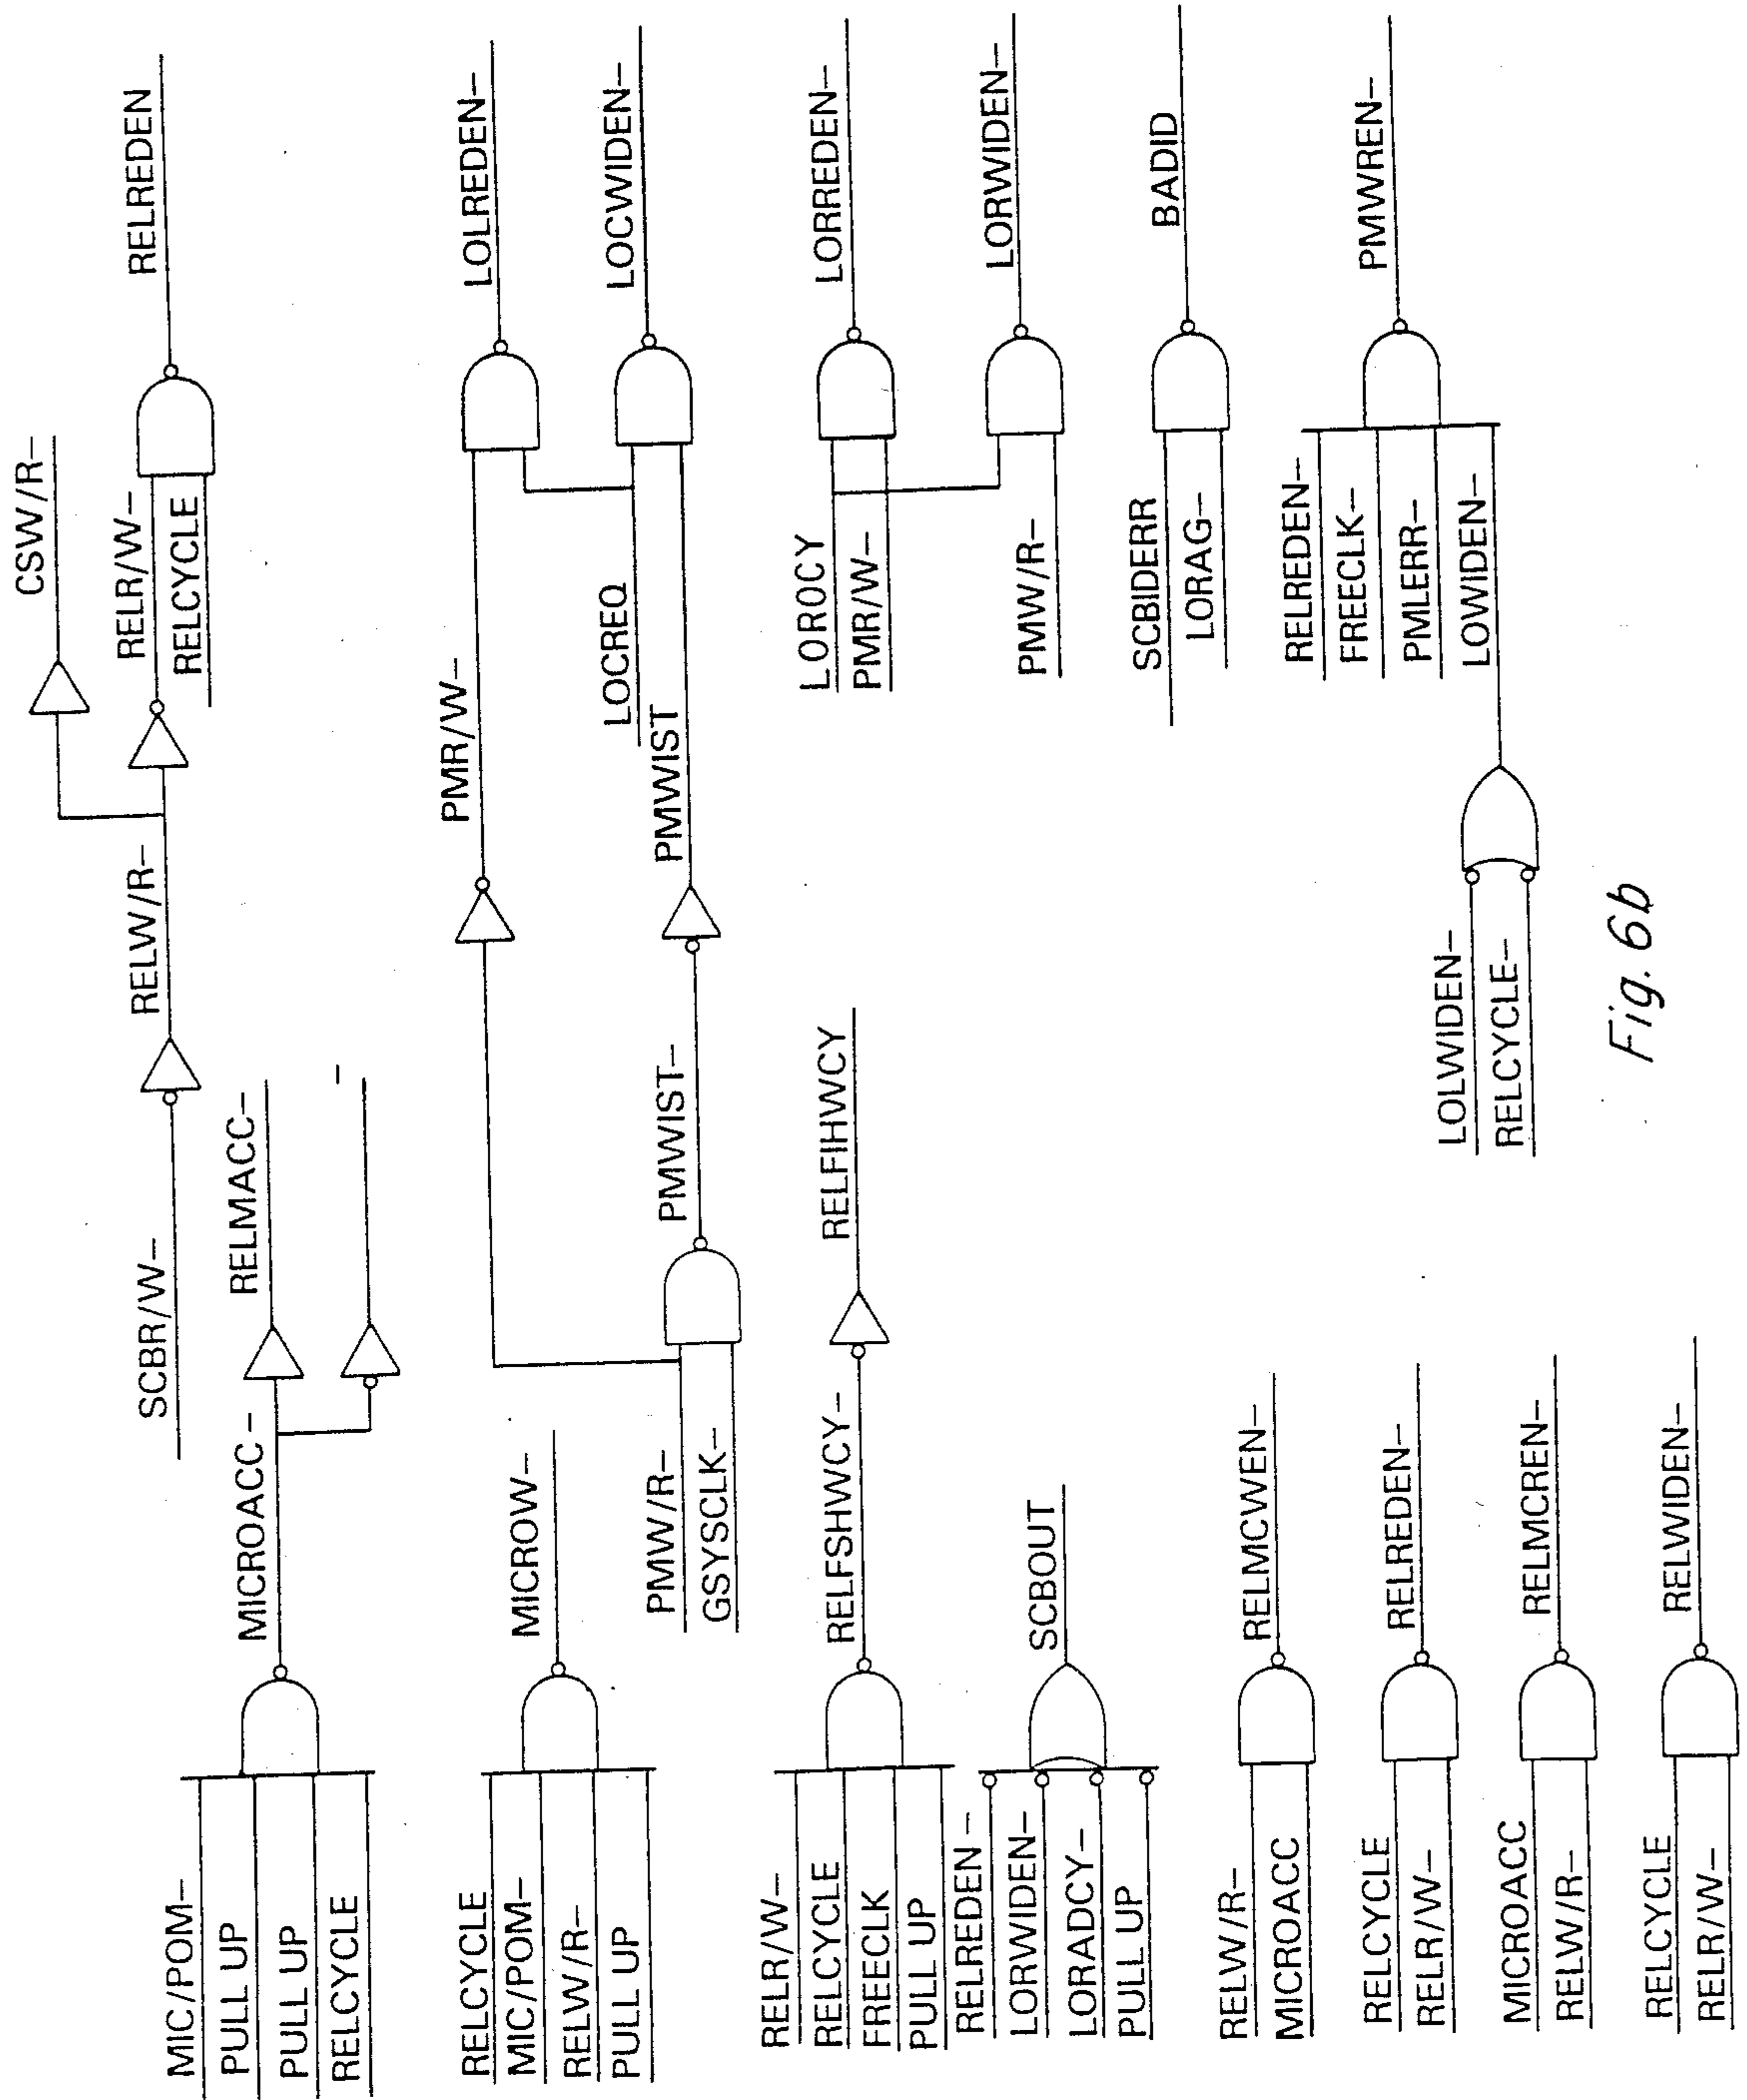 MIC/POM–
PULL UP
PULL UP
RELCYCLE
MICROACC–
RELMACC–
–
SCBR/W–
RELW/R–
CSW/R–
RELR/W–
RELCYCLE
RELREDEN
RELCYCLE
MIC/POM–
RELW/R–
PULL UP
MICROW–
PMW/R–
GSYSCLK–
PMWIST–
PMR/W–
PMWIST
LOCREQ
LOLREDEN–
LOCWIDEN–
RELR/W–
RELCYCLE
FREECLK
PULL UP
RELFSHWCY–
RELFIHWCY
LOROCY
PMR/W–
LORREDEN–
PMW/R–
LORWIDEN–
RELREDEN–
LORWIDEN–
LORADCY–
PULL UP
SCBOUT
SCBIDERR
LORAG–
BADID
RELW/R–
MICROACC
RELMCWEN–
RELCYCLE
RELR/W–
RELREDEN–
MICROACC
RELW/R–
RELMCREN–
RELCYCLE
RELR/W–
RELWIDEN–
LOLWIDEN–
RELCYCLE–
RELREDEN–
FREECLK–
PMLERR–
LOWIDEN–
PMWREN–
Fig. 6b